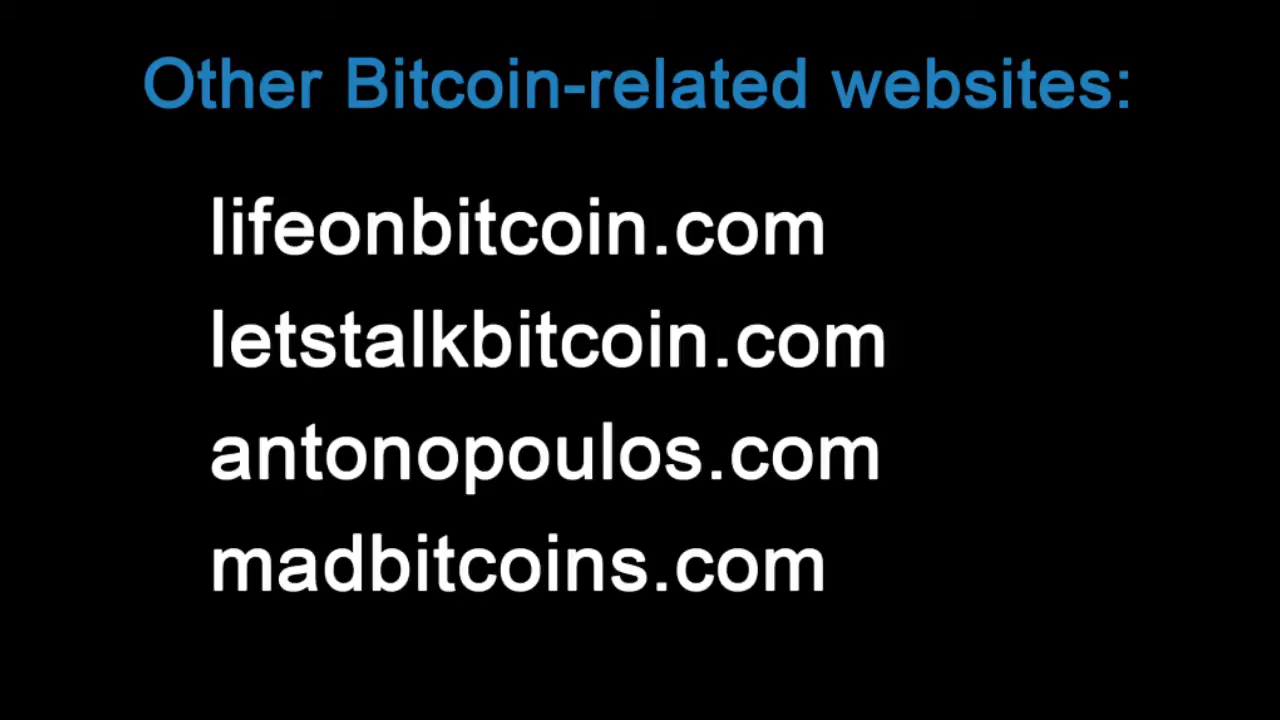 Other Bitcoin-related websites:
lifeonbitcoin.com
letstalkbitcoin.com
antonopoulos.com
madbitcoins.com